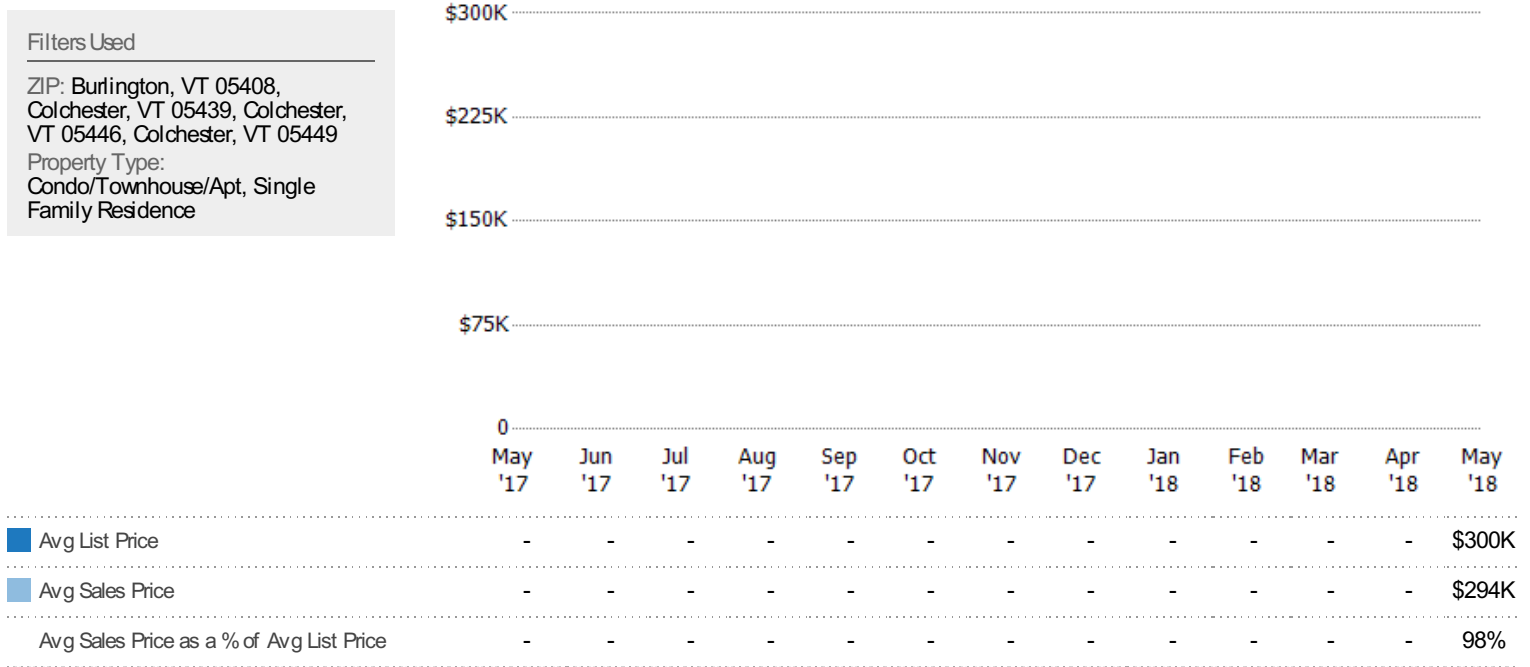 Filters Used
ZIP: Burlington, VT 05408,
Colchester, VT 05439, Colchester,
VT 05446, Colchester, VT 05449
Property Type:
Condo/Townhouse/Apt, Single
Family Residence
$300K
$225K
$150K
$75K
0
May Jun Jul Aug Sep Oct Nov Dec Jan Feb Mar Apr May
'17 '17 '17 '17 '17 '17 '17 '17 '18 '18 '18 '18 '18
Avg List Price - - - - - - - - - - - - $300K
Avg Sales Price - - - - - - - - - - - - $294K
Avg Sales Price as a % of Avg List Price - - - - - - - - - - - - 98%